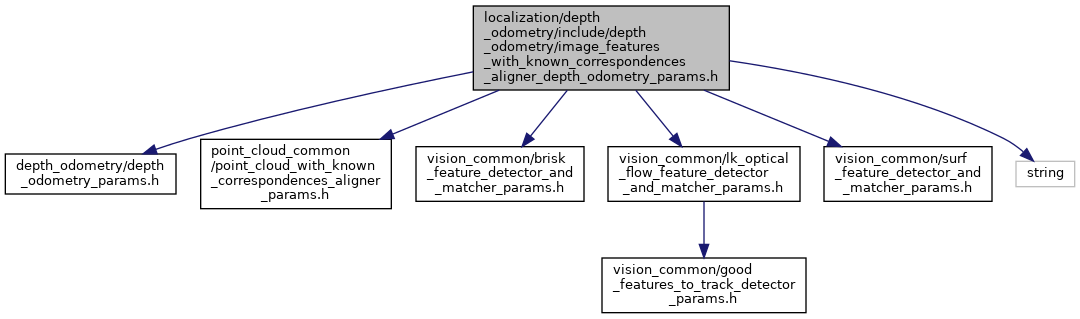 localization/depth
_odometry/include/depth
_odometry/image_features
_with_known_correspondences
_aligner_depth_odometry_params.h
depth_odometry/depth
_odometry_params.h
point_cloud_common
/point_cloud_with_known
_correspondences_aligner
_params.h
vision_common/brisk
_feature_detector_and
_matcher_params.h
vision_common/lk_optical
_flow_feature_detector
_and_matcher_params.h
vision_common/surf
_feature_detector_and
_matcher_params.h
string
vision_common/good
_features_to_track_detector
_params.h